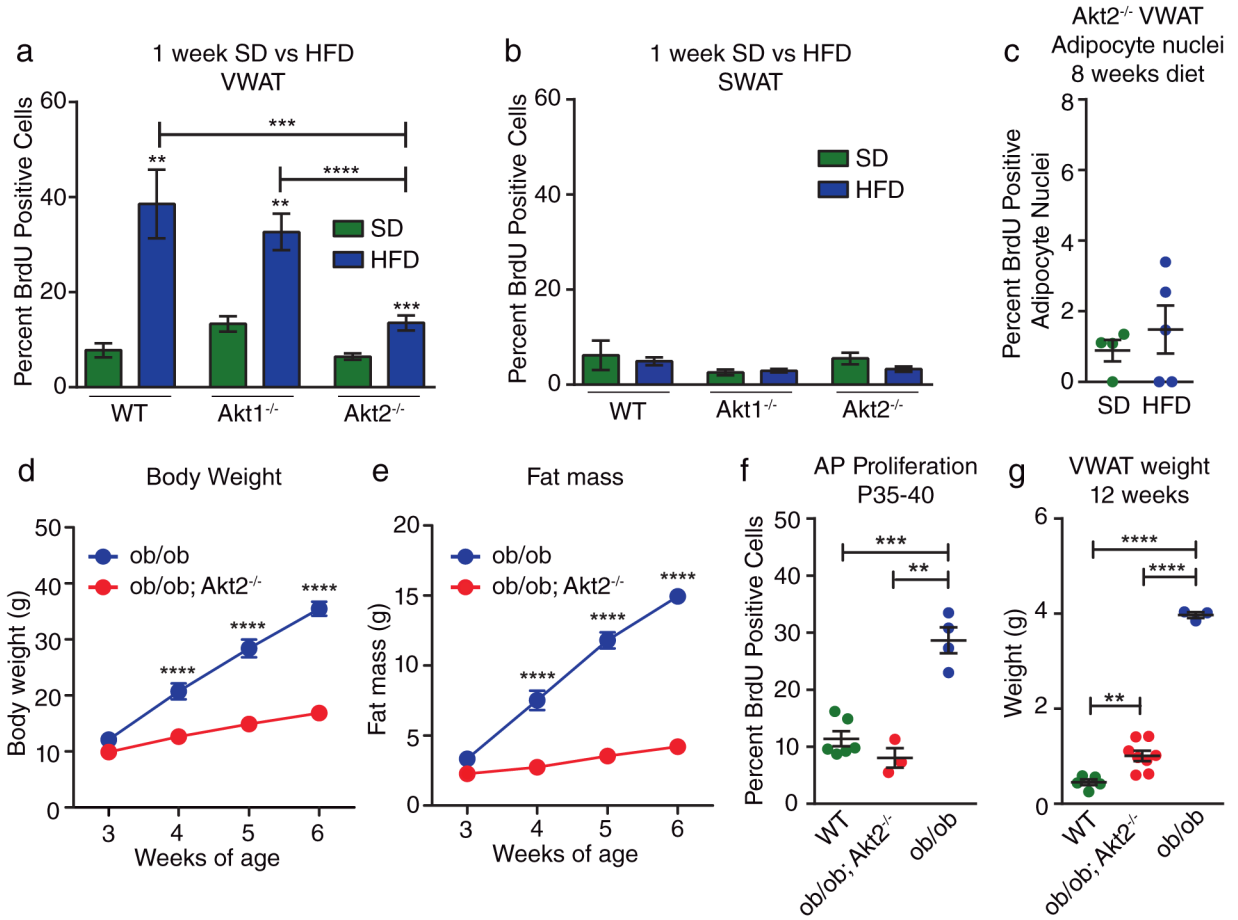 a
1 week SD vs HFD
VWAT
Percent BrdU Positive Cells
60
40
20
0
***
****
**
**
***
SD
HFD
WT
Akt1-/-
Akt2-/-
b
1 week SD vs HFD
SWAT
Percent BrdU Positive Cells
60
40
20
0
SD
HFD
WT
Akt1-/-
Akt2-/-
c
Akt2-/- VWAT
Adipocyte nuclei
8 weeks diet
Percent BrdU Positive
Adipocyte Nuclei
8
6
4
2
0
SD
HFD
d
Body Weight
Body weight (g)
50
40
30
20
10
0
ob/ob
ob/ob; Akt2-/-
****
****
****
3
4
5
6
Weeks of age
e
Fat mass
Fat mass (g)
20
15
10
5
0
ob/ob
ob/ob; Akt2-/-
****
****
****
3
4
5
6
Weeks of age
f
AP Proliferation
P35-40
Percent BrdU Positive Cells
50
40
30
20
10
0
***
**
WT
ob/ob; Akt2-/-
ob/ob
g
VWAT weight
12 weeks
Weight (g)
6
4
2
0
****
****
**
WT
ob/ob; Akt2-/-
ob/ob